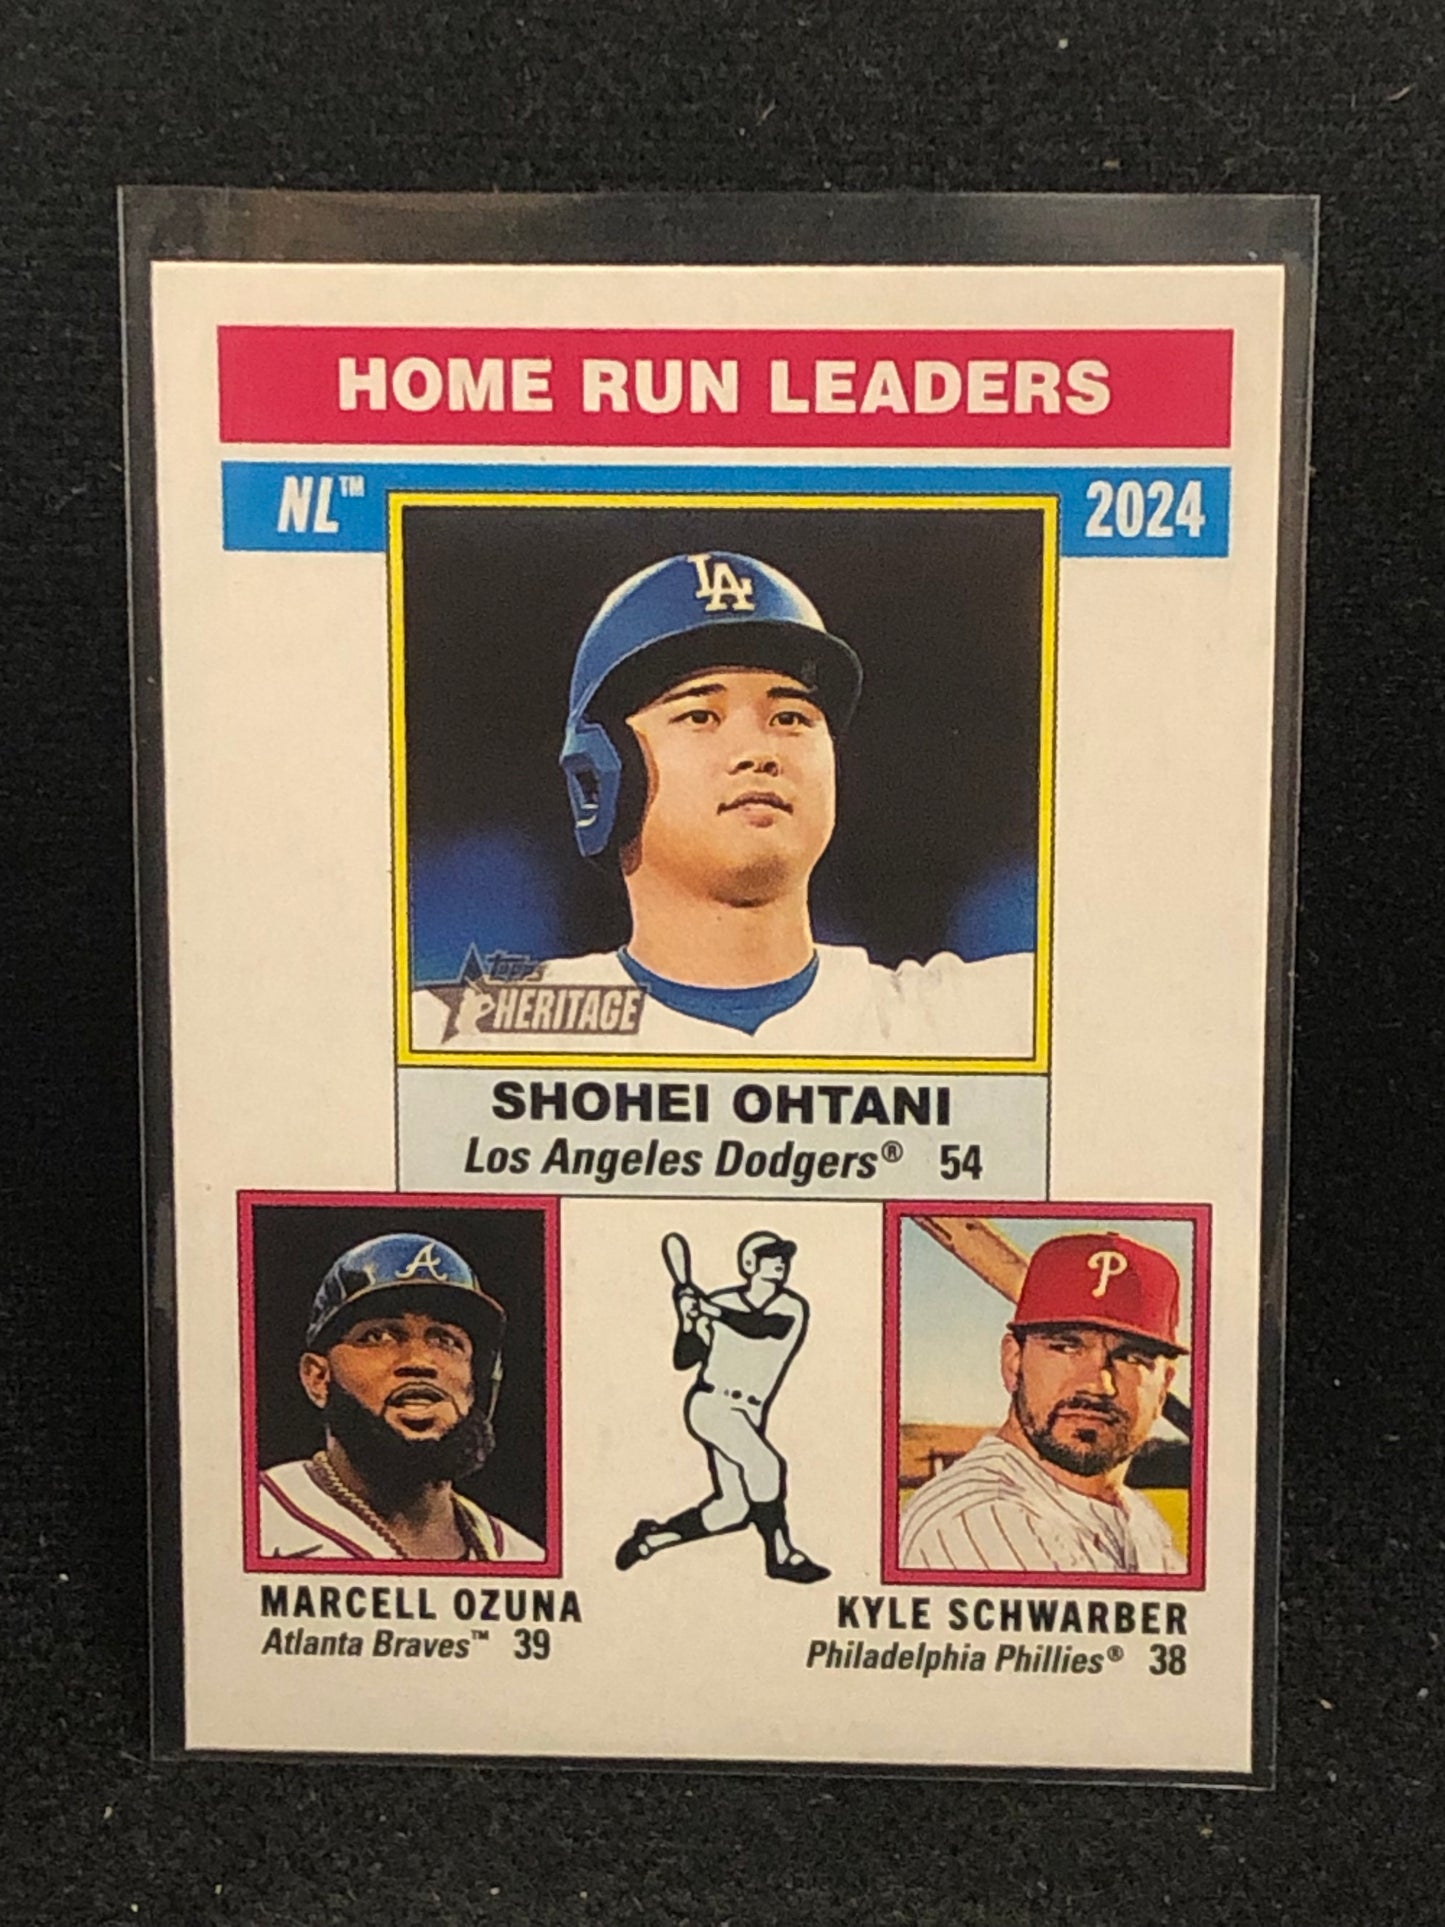 HOME RUN LEADERS
NL™
2024
LA
topps
HERITAGE
SHOHEI OHTANI
Los Angeles Dodgers® 54
A
P
MARCELL OZUNA
Atlanta Braves™ 39
KYLE SCHWARBER
Philadelphia Phillies® 38